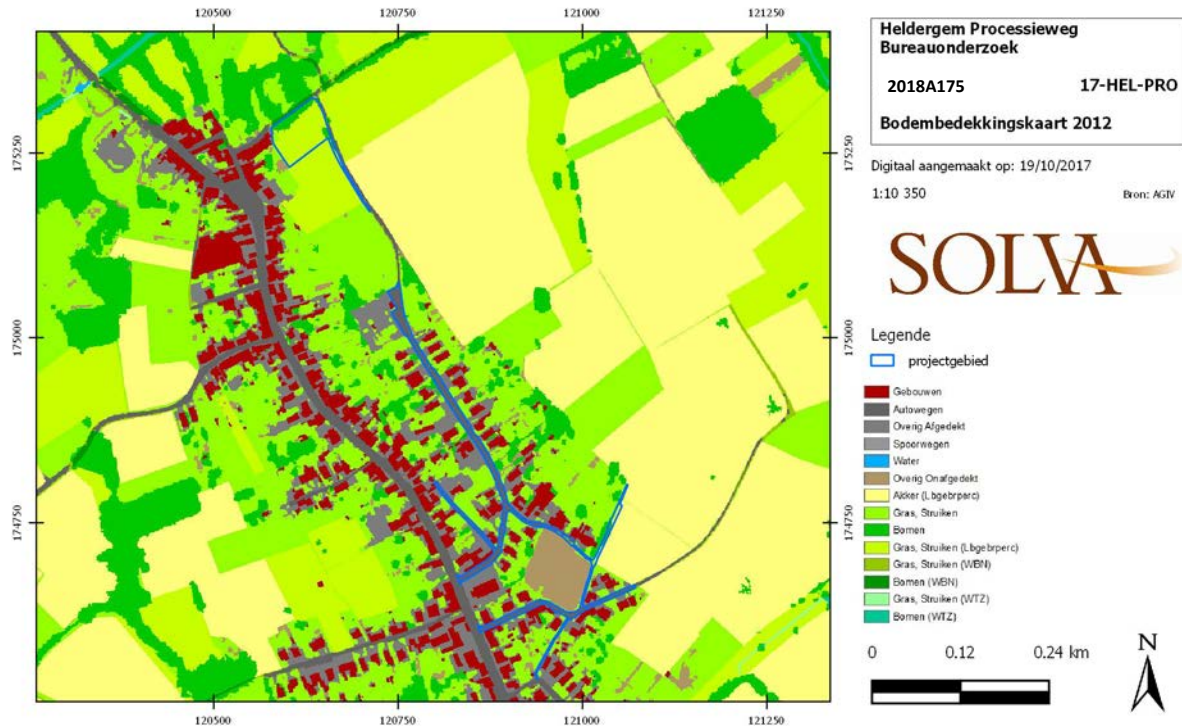 120500 120750 121000 121250
Heldergem Processieweg
Bureauonderzoek
2018A175 17-HEL-PRO
Bodembedekkingskaart 2012
Digitaal aangemaakt op: 19/10/2017
1:10 350 Bron: AGIV
SOLVA
Legende
projectgebied
Gebouwen
Autowegen
Overig Afgedekt
Spoorwegen
Water
Overig Onafgedekt
Akker (Lbgebrperc)
Gras, Struiken
Bomen
Gras, Struiken (Lbgebrperc)
Gras, Struiken (WBN)
Bomen (WBN)
Gras, Struiken (WTZ)
Bomen (WTZ)
0 0.12 0.24 km
N
175250 175250
175000 175000
174750 174750
120500 120750 121000 121250